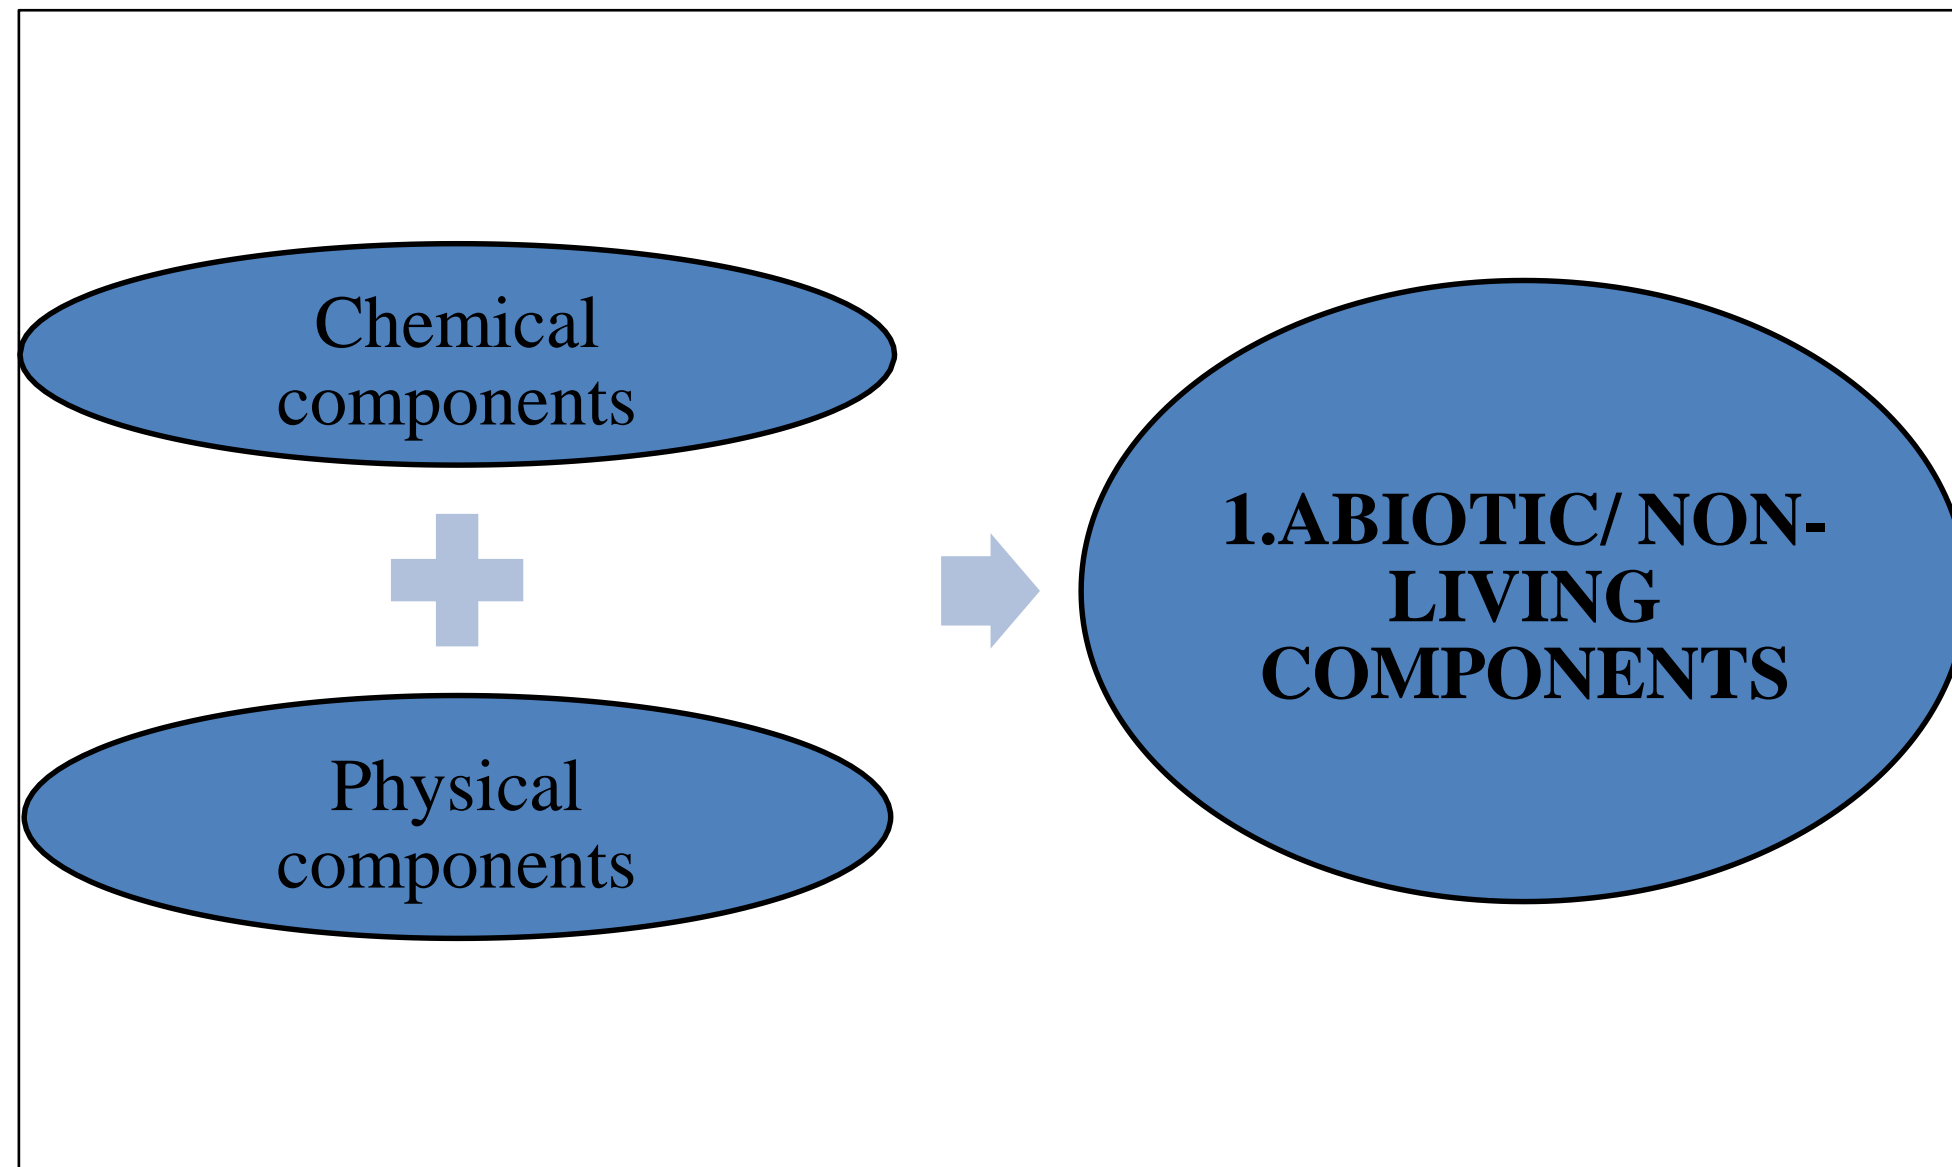 Chemical
components
Physical
components
1.ABIOTIC/ NON-
LIVING
COMPONENTS